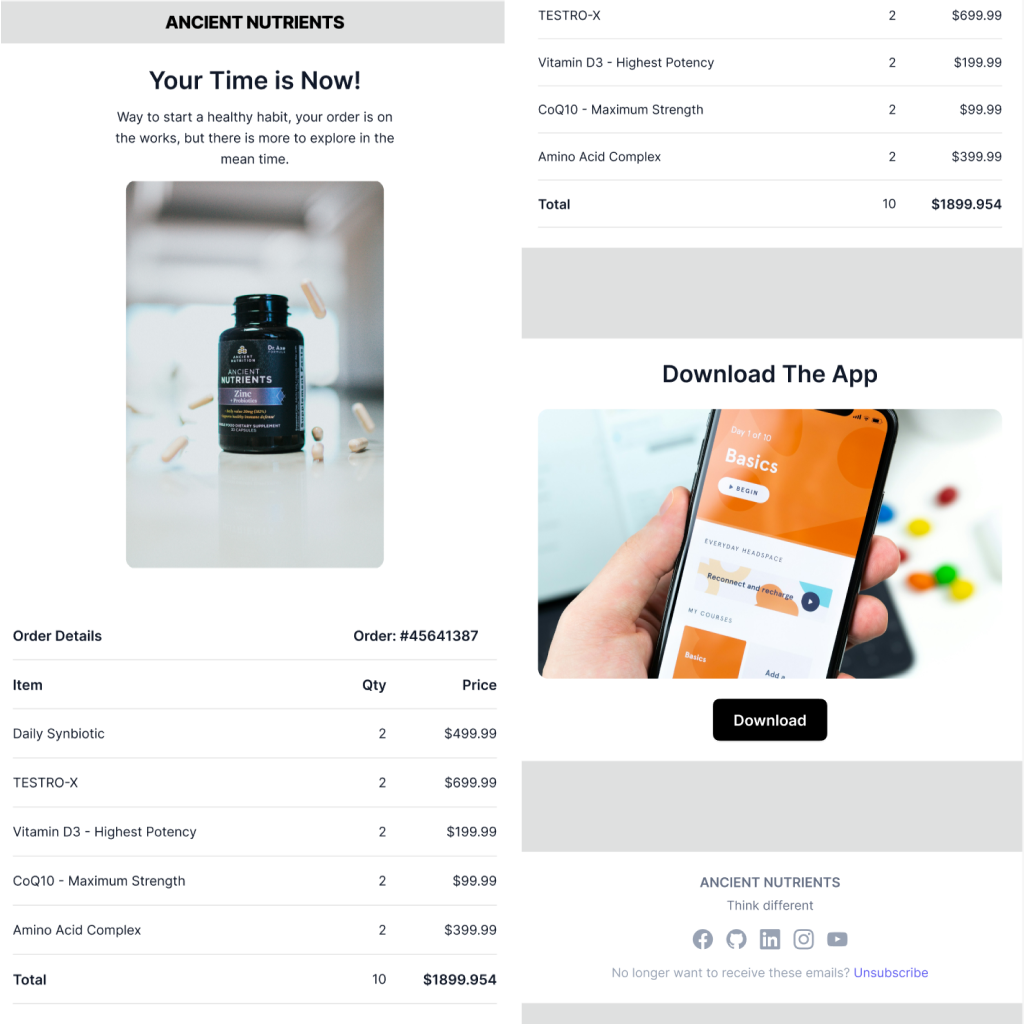 ANCIENT NUTRIENTS
Your Time is Now!
Way to start a healthy habit, your order is on
the works, but there is more to explore in the
mean time.
ANCIENT
NUTRITION
Dr. Axe
FORMULA
ANCIENT
NUTRIENTS
Zinc
+ Probiotics
DIETARY SUPPLEMENT
CAPSULES
Order Details Order: #45641387
Item Qty Price
Daily Synbiotic 2 $499.99
TESTRO-X 2 $699.99
Vitamin D3 - Highest Potency 2 $199.99
CoQ10 - Maximum Strength 2 $99.99
Amino Acid Complex 2 $399.99
Total 10 $1899.954
TESTRO-X 2 $699.99
Vitamin D3 - Highest Potency 2 $199.99
CoQ10 - Maximum Strength 2 $99.99
Amino Acid Complex 2 $399.99
Total 10 $1899.954
Download The App
Day 1 of 10
Basics
BEGIN
EVERYDAY HEADSPACE
Reconnect and recharge
MY COURSES
Basics
Add a
Download
ANCIENT NUTRIENTS
Think different
No longer want to receive these emails? Unsubscribe